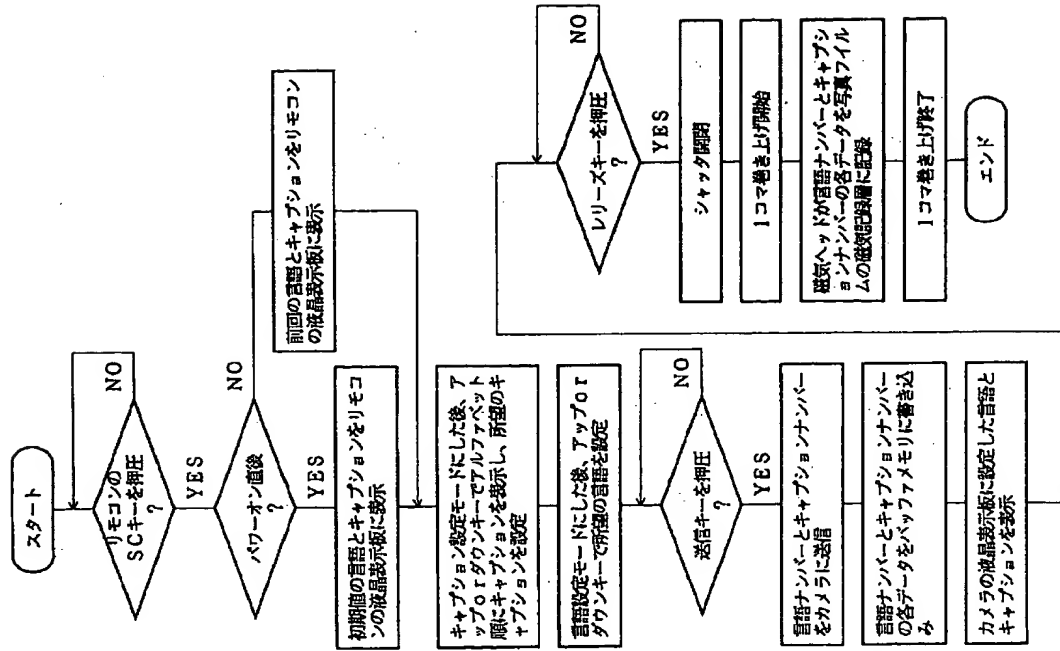 スタート
リモコンの
SCキーを押圧
?
NO
YES
パワーオン直後
?
NO
YES
前回の言語とキャプションをリモコン
の液晶表示板に表示
初期値の言語とキャプションをリモコ
ンの液晶表示板に表示
キャプション設定モードにした後、ア
ップorダウンキーでアルファベット
順にキャプションを表示し、所望のキ
ャプションを設定
言語設定モードにした後、アップor
ダウンキーで所望の言語を設定
送信キーを押圧
?
NO
YES
言語ナンバーとキャプションナンバー
をカメラに送信
言語ナンバーとキャプションナンバー
の各データをバッファメモリに書き込
み
カメラの液晶表示板に設定した言語と
キャプションを表示
レリーズキーを押圧
?
NO
YES
シャッタ開閉
1コマ巻き上げ開始
磁気ヘッドが言語ナンバーとキャプシ
ョンナンバーの各データを写真フイル
ムの磁気記録層に記録
1コマ巻き上げ終了
エンド